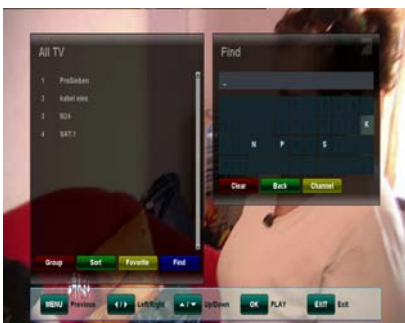 All TV
1 ProSieben
2 kabel eins
3 N24
4 SAT.1
Group Sort Favorite Find
Find
_
K
N P S
Clear Back Channel
MENU Previous ◄/► Left/Right ▲/▼ Up/Down OK PLAY EXIT Exit